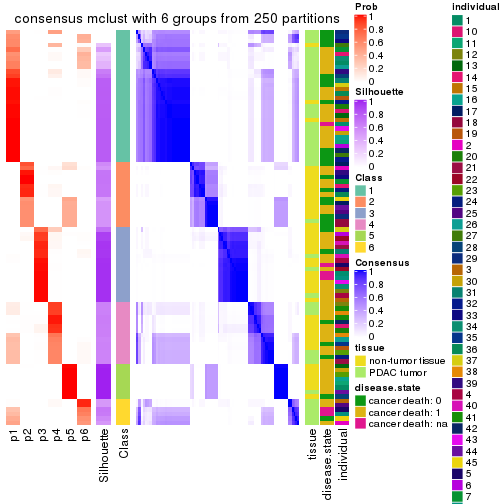 consensus mclust with 6 groups from 250 partitions
p1
p2
p3
p4
p5
p6
Silhouette
Class
tissue
disease.state
individual
Prob
1
0.8
0.6
0.4
0.2
0
Silhouette
1
0.8
0.6
0.4
0.2
0
Class
1
2
3
4
5
6
Consensus
1
0.8
0.6
0.4
0.2
0
tissue
non-tumor tissue
PDAC tumor
disease.state
cancer death: 0
cancer death: 1
cancer death: na
individual
1
10
11
12
13
14
15
16
17
18
19
2
20
21
22
23
24
25
26
27
28
29
3
30
31
32
33
34
35
36
37
38
39
4
40
41
42
43
44
45
5
6
7